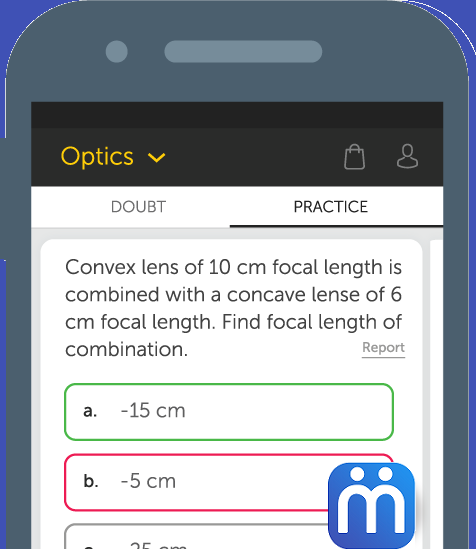 Optics
DOUBT PRACTICE
Convex lens of 10 cm focal length is
combined with a concave lense of 6
cm focal length. Find focal length of
combination.
Report
a. -15 cm
b. -5 cm